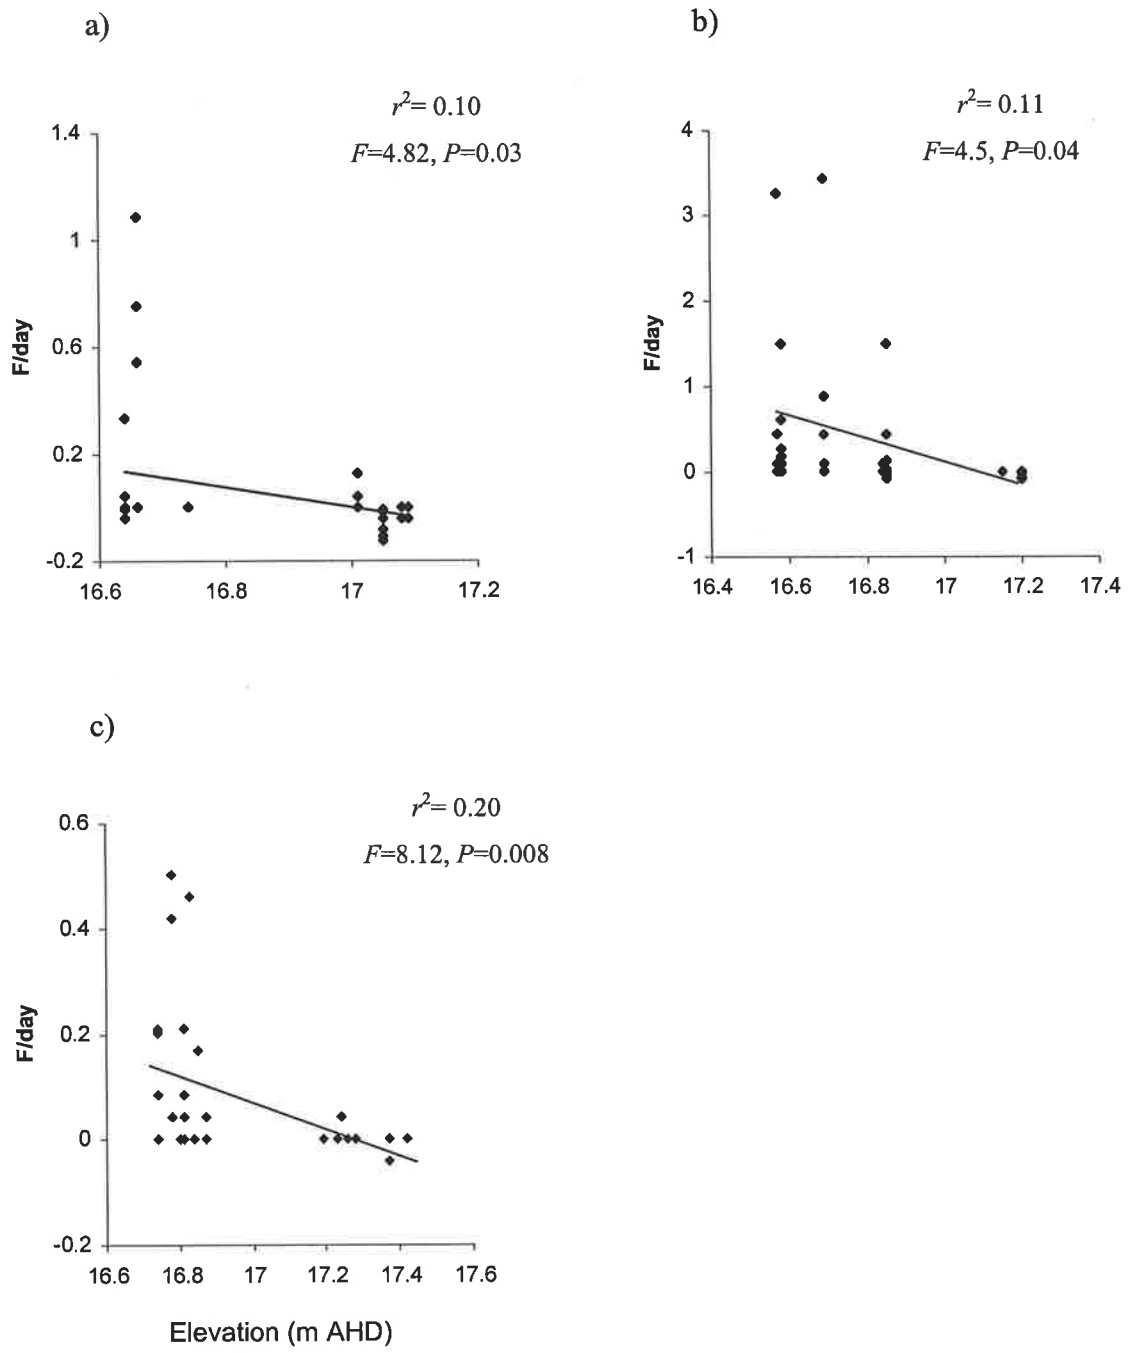 a)
r²= 0.10
F=4.82, P=0.03
1.4
1
0.6
0.2
-0.2
F/day
16.6 16.8 17 17.2
b)
r²= 0.11
F=4.5, P=0.04
4
3
2
1
0
-1
F/day
16.4 16.6 16.8 17 17.2 17.4
c)
r²= 0.20
F=8.12, P=0.008
0.6
0.4
0.2
0
-0.2
F/day
16.6 16.8 17 17.2 17.4 17.6
Elevation (m AHD)